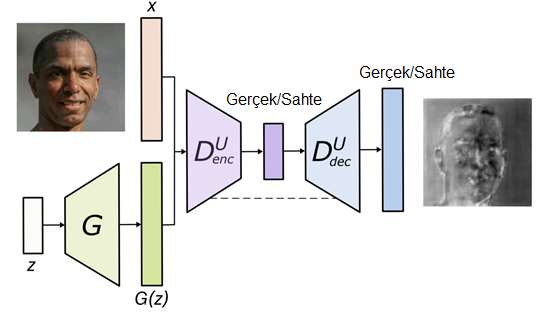 x
Gerçek/Sahte
Gerçek/Sahte
D^U_enc
D^U_dec
G
z
G(z)